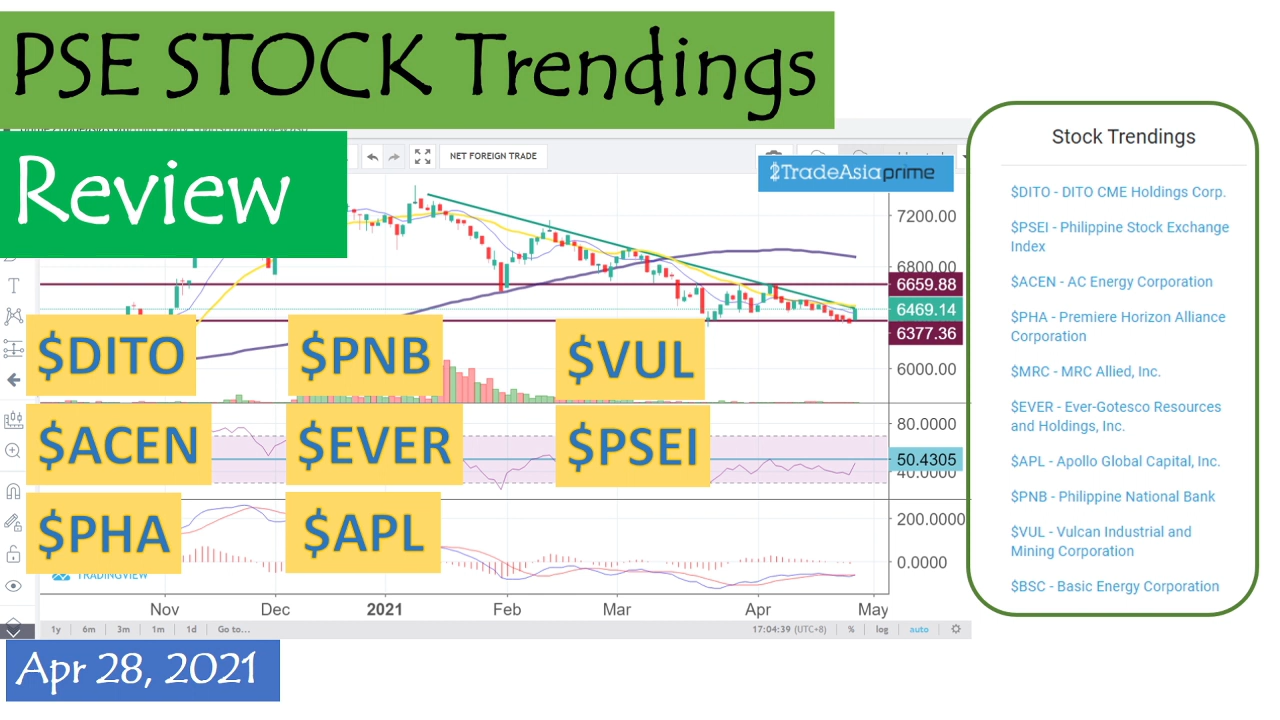 PSE STOCK Trendings
Review
NET FOREIGN TRADE
$TradeAsiaprime
7200.00
6800.00
6659.88
6469.14
6377.36
6000.00
80.0000
50.4305
40.0000
200.0000
0.0000
$DITO
$PNB
$VUL
$ACEN
$EVER
$PSEI
$PHA
$APL
TRADINGVIEW
Nov
Dec
2021
Feb
Mar
Apr
May
1y 6m 3m 1m 1d Go to...
17:04:39 (UTC+8) % log auto
Apr 28, 2021
Stock Trendings
$DITO - DITO CME Holdings Corp.
$PSEI - Philippine Stock Exchange
Index
$ACEN - AC Energy Corporation
$PHA - Premiere Horizon Alliance
Corporation
$MRC - MRC Allied, Inc.
$EVER - Ever-Gotesco Resources
and Holdings, Inc.
$APL - Apollo Global Capital, Inc.
$PNB - Philippine National Bank
$VUL - Vulcan Industrial and
Mining Corporation
$BSC - Basic Energy Corporation